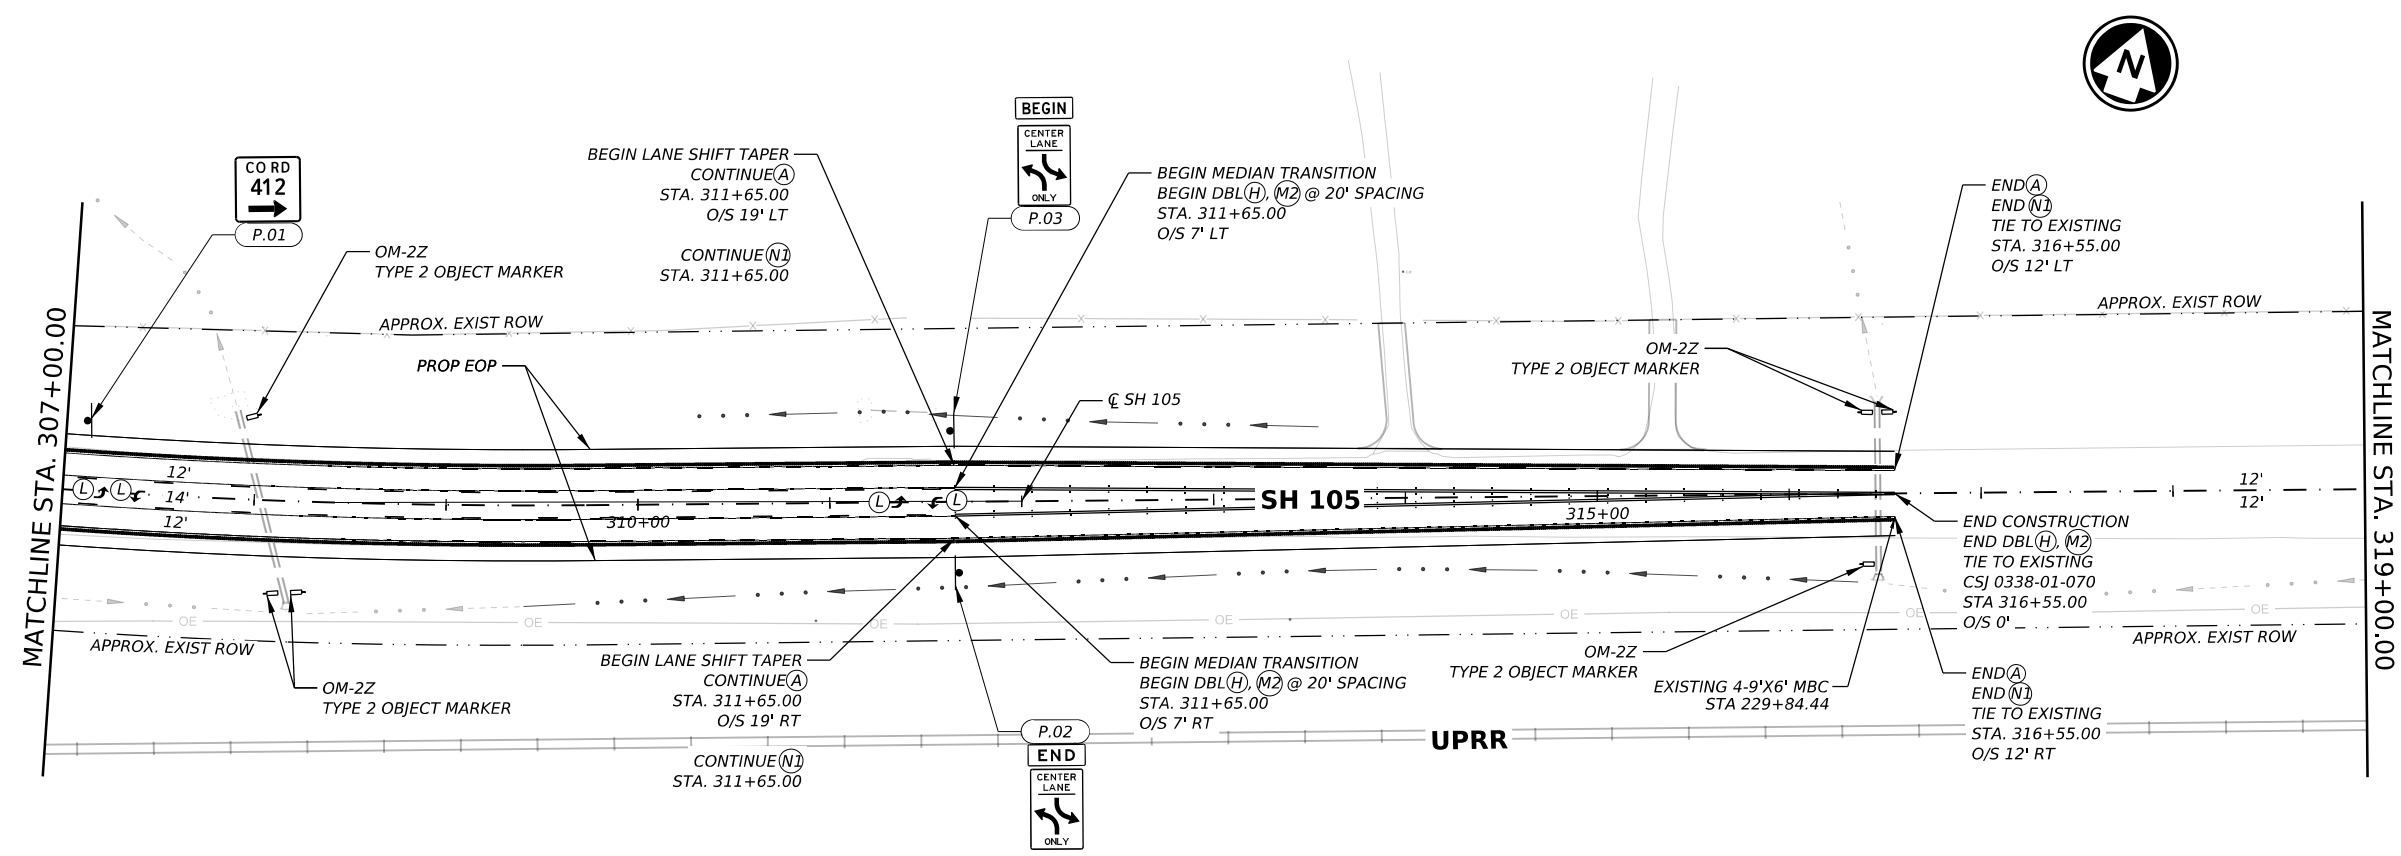 N
BEGIN
CENTER
LANE
ONLY
P.03
CO RD
412
P.01
OM-2Z
TYPE 2 OBJECT MARKER
BEGIN LANE SHIFT TAPER
CONTINUE A
STA. 311+65.00
O/S 19' LT
CONTINUE N1
STA. 311+65.00
BEGIN MEDIAN TRANSITION
BEGIN DBL H, M2 @ 20' SPACING
STA. 311+65.00
O/S 7' LT
END A
END N1
TIE TO EXISTING
STA. 316+55.00
O/S 12' LT
MATCHLINE STA. 307+00.00
MATCHLINE STA. 319+00.00
APPROX. EXIST ROW
APPROX. EXIST ROW
X X X X X X X X X X X X X X X X
PROP EOP
OM-2Z
TYPE 2 OBJECT MARKER
℄ SH 105
12'
14'
12'
L L
L L
310+00
SH 105
315+00
12'
12'
END CONSTRUCTION
END DBL H, M2
TIE TO EXISTING
CSJ 0338-01-070
STA 316+55.00
O/S 0'
OE OE OE OE OE OE OE
APPROX. EXIST ROW
APPROX. EXIST ROW
OM-2Z
TYPE 2 OBJECT MARKER
BEGIN LANE SHIFT TAPER
CONTINUE A
STA. 311+65.00
O/S 19' RT
CONTINUE N1
STA. 311+65.00
BEGIN MEDIAN TRANSITION
BEGIN DBL H, M2 @ 20' SPACING
STA. 311+65.00
O/S 7' RT
OM-2Z
TYPE 2 OBJECT MARKER
EXISTING 4-9'X6' MBC
STA 229+84.44
END A
END N1
TIE TO EXISTING
STA. 316+55.00
O/S 12' RT
UPRR
P.02
END
CENTER
LANE
ONLY